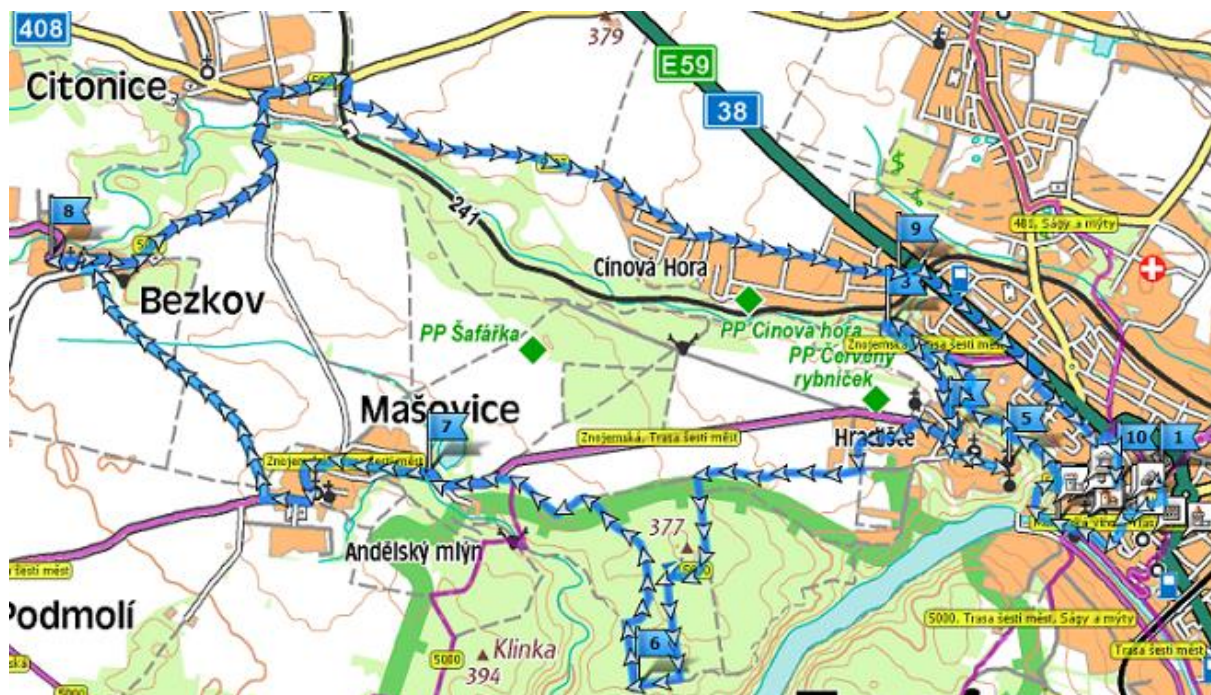 408
379
E59
Citonice
38
241
481, Ságy a mýty
8
9
Cínová Hora
3
Bezkov
PP Šafářka
PP Cínová hora
Znojemská, Trasa šesti měst
PP Červený
rybníček
Mašovice
7
Znojemská, Trasa šesti měst
Hradiště
5
10
1
377
Andělský mlýn
Podmolí
6
5000
Klinka
394
5000, Trasa šesti měst, Ságy a mýty
Trasa šesti měst
5000